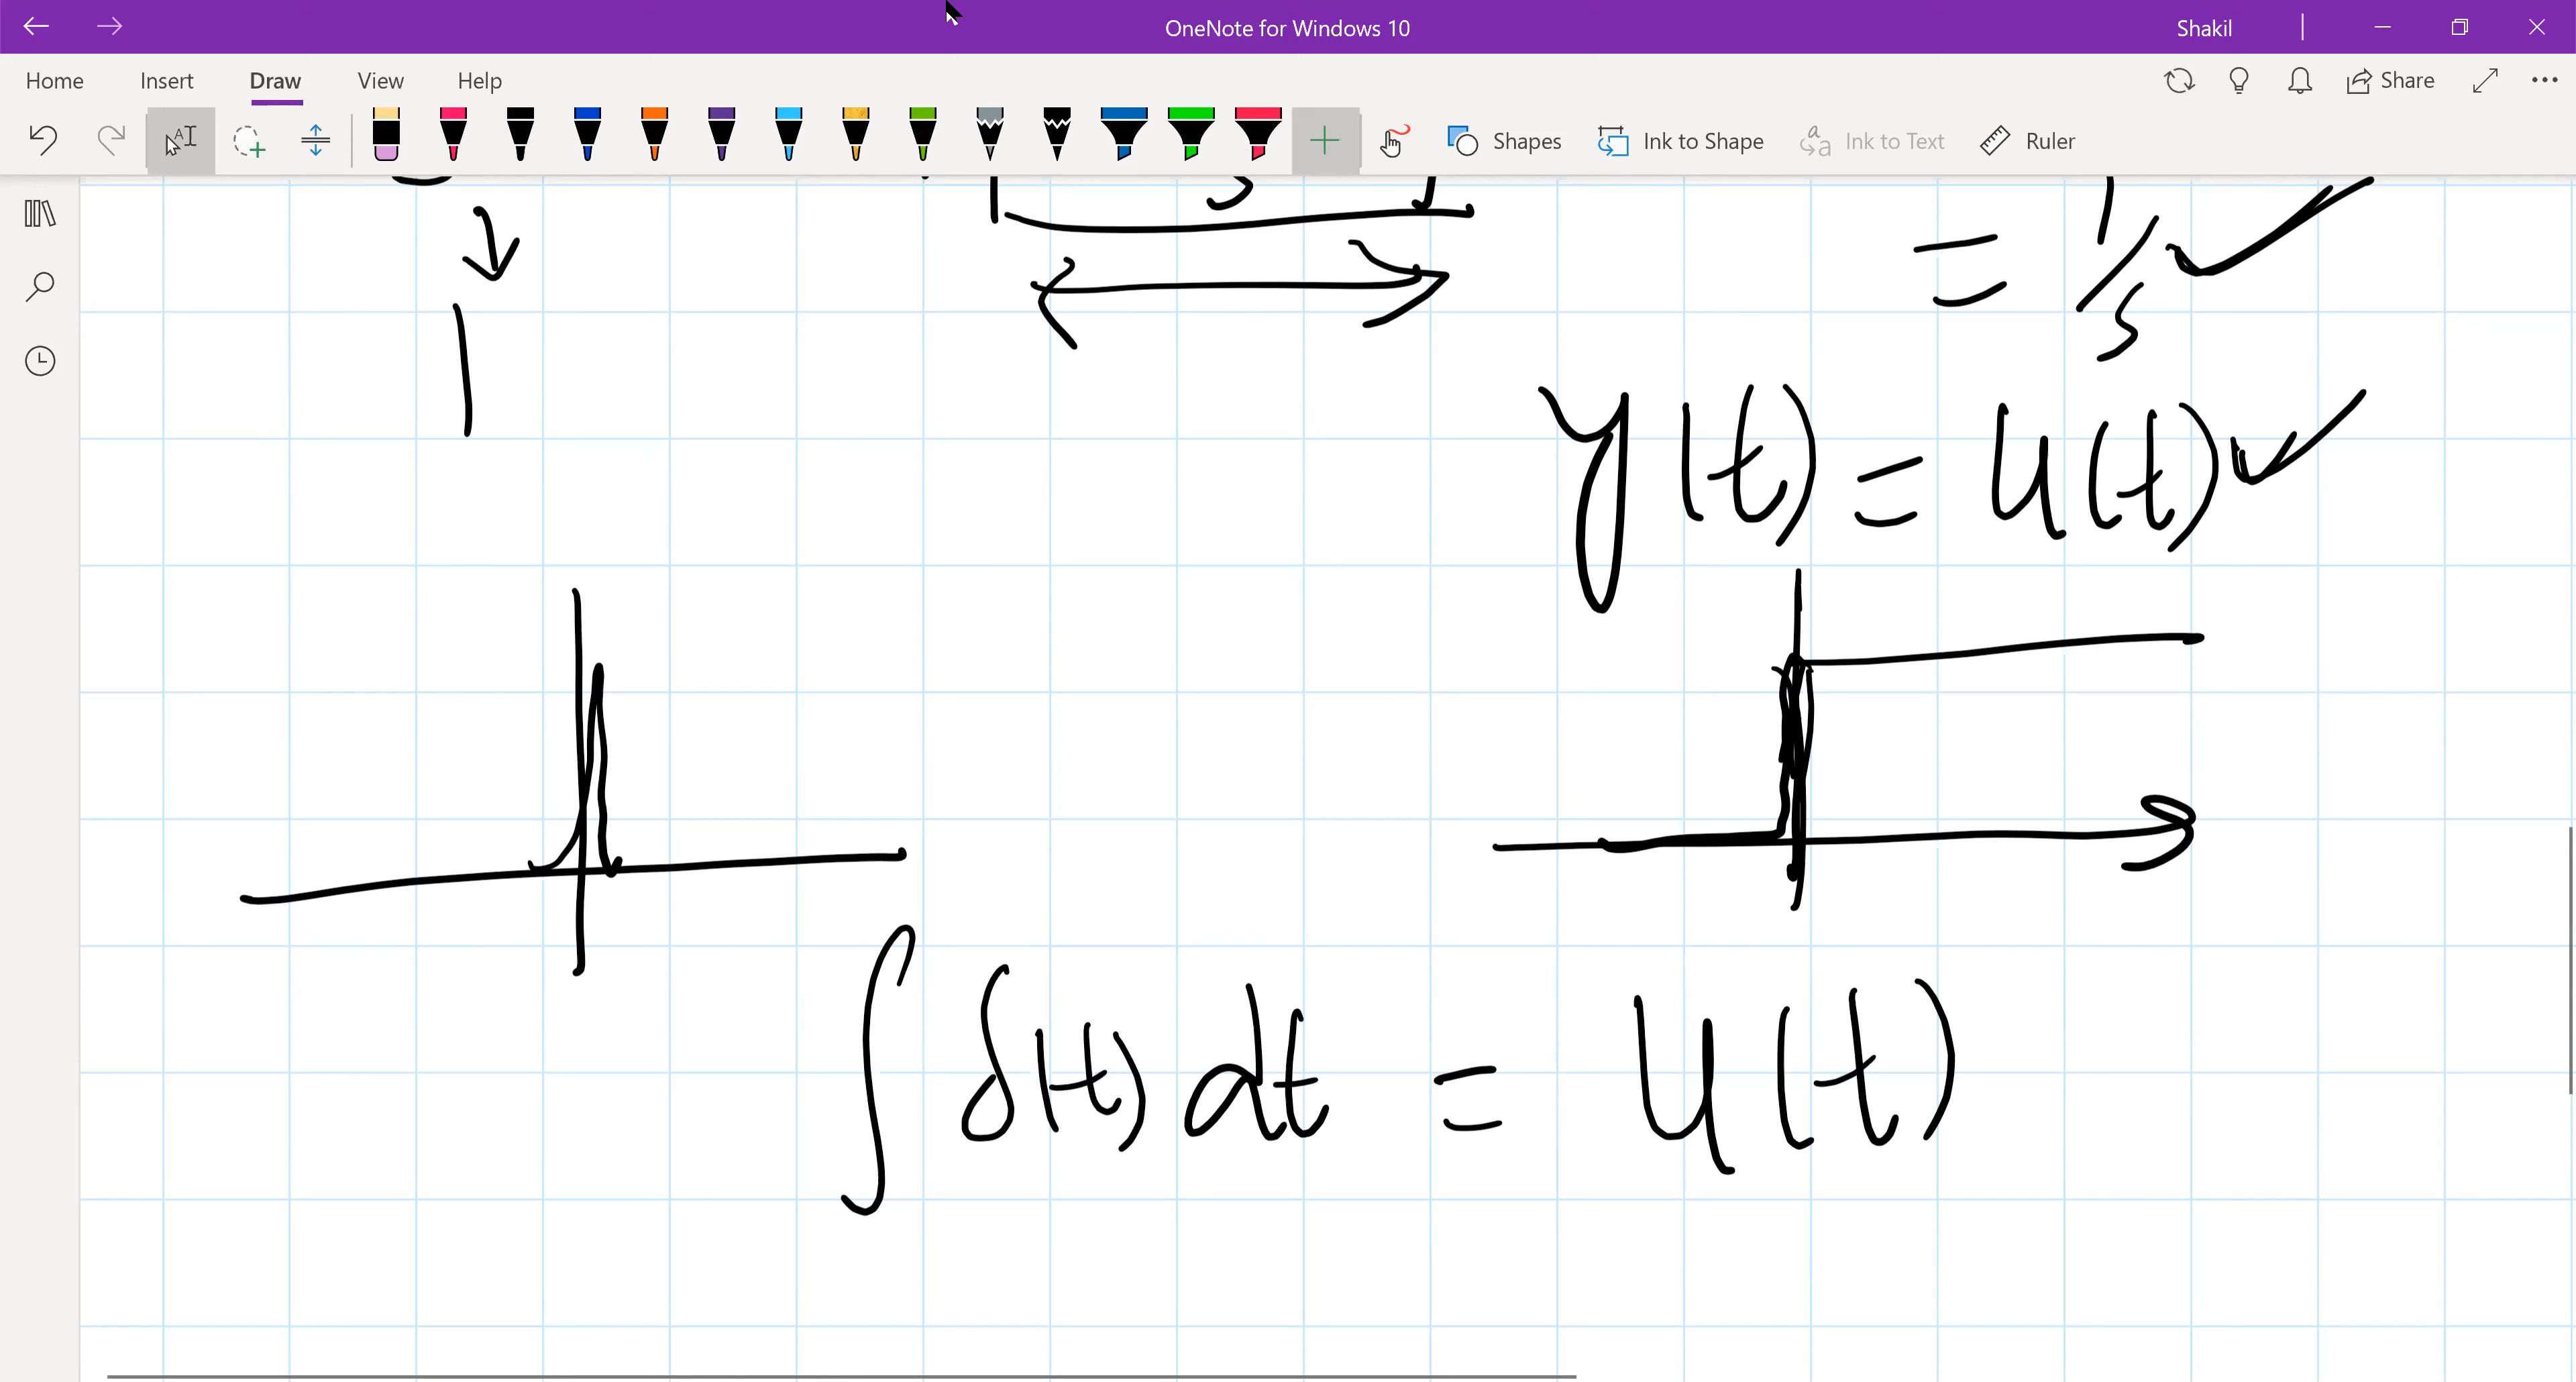 OneNote for Windows 10
Shakil
Home Insert Draw View Help
Share
Shapes Ink to Shape Ink to Text Ruler
= 1/s
1
y(t) = u(t)
∫ δ(t) dt = u(t)